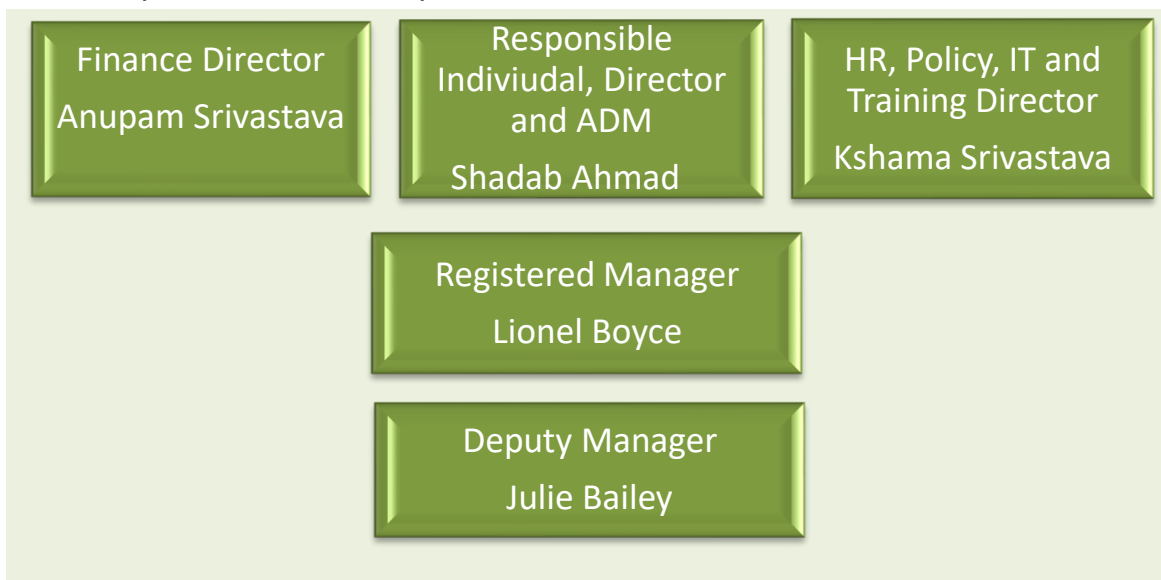 Finance Director
Anupam Srivastava
Responsible
Indiviudal, Director
and ADM
Shadab Ahmad
HR, Policy, IT and
Training Director
Kshama Srivastava
Registered Manager
Lionel Boyce
Deputy Manager
Julie Bailey